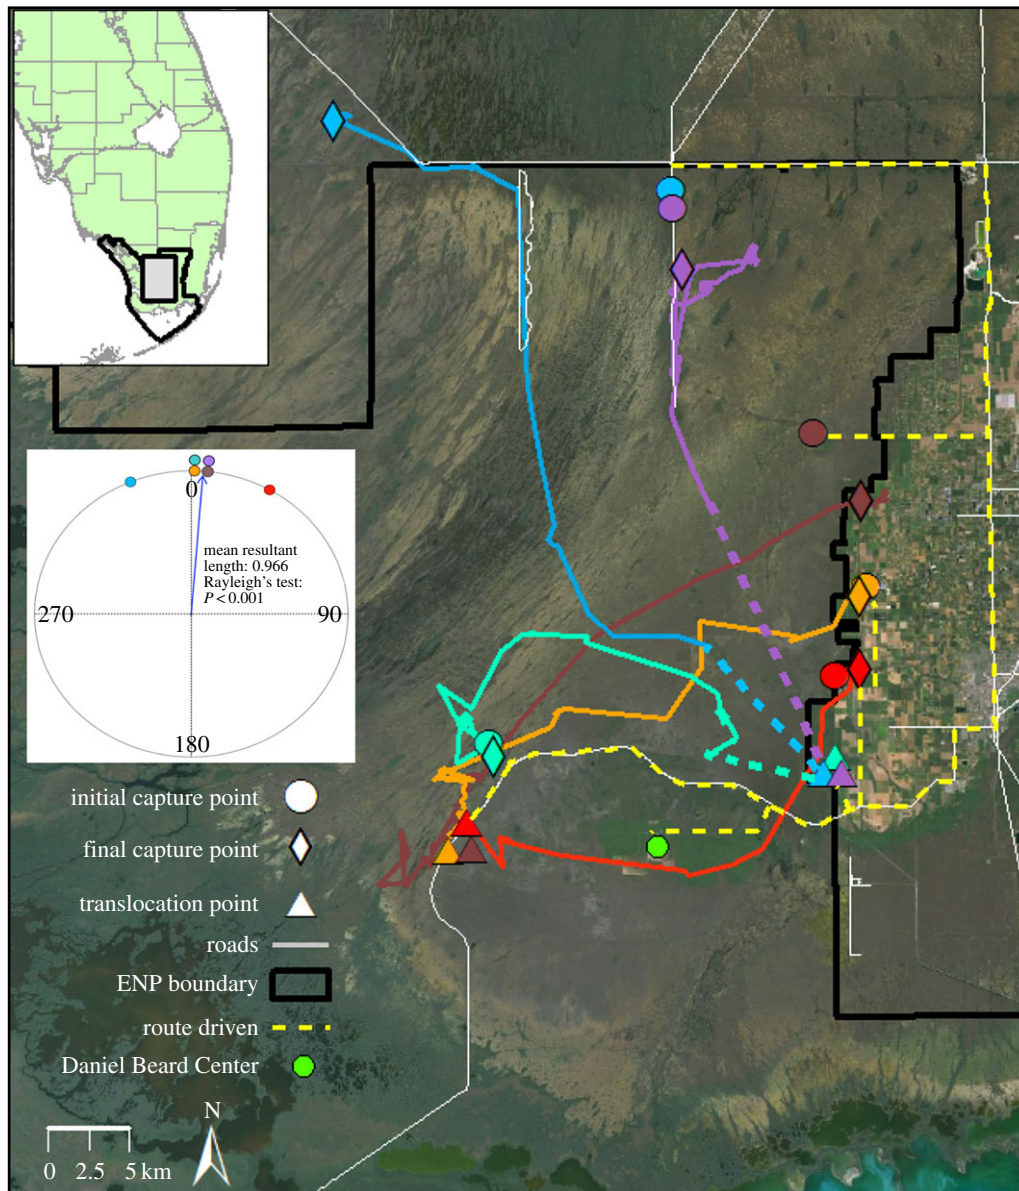 0
mean resultant
length: 0.966
Rayleigh's test:
P < 0.001
270
90
180
initial capture point
final capture point
translocation point
roads
ENP boundary
route driven
Daniel Beard Center
N
0 2.5 5 km